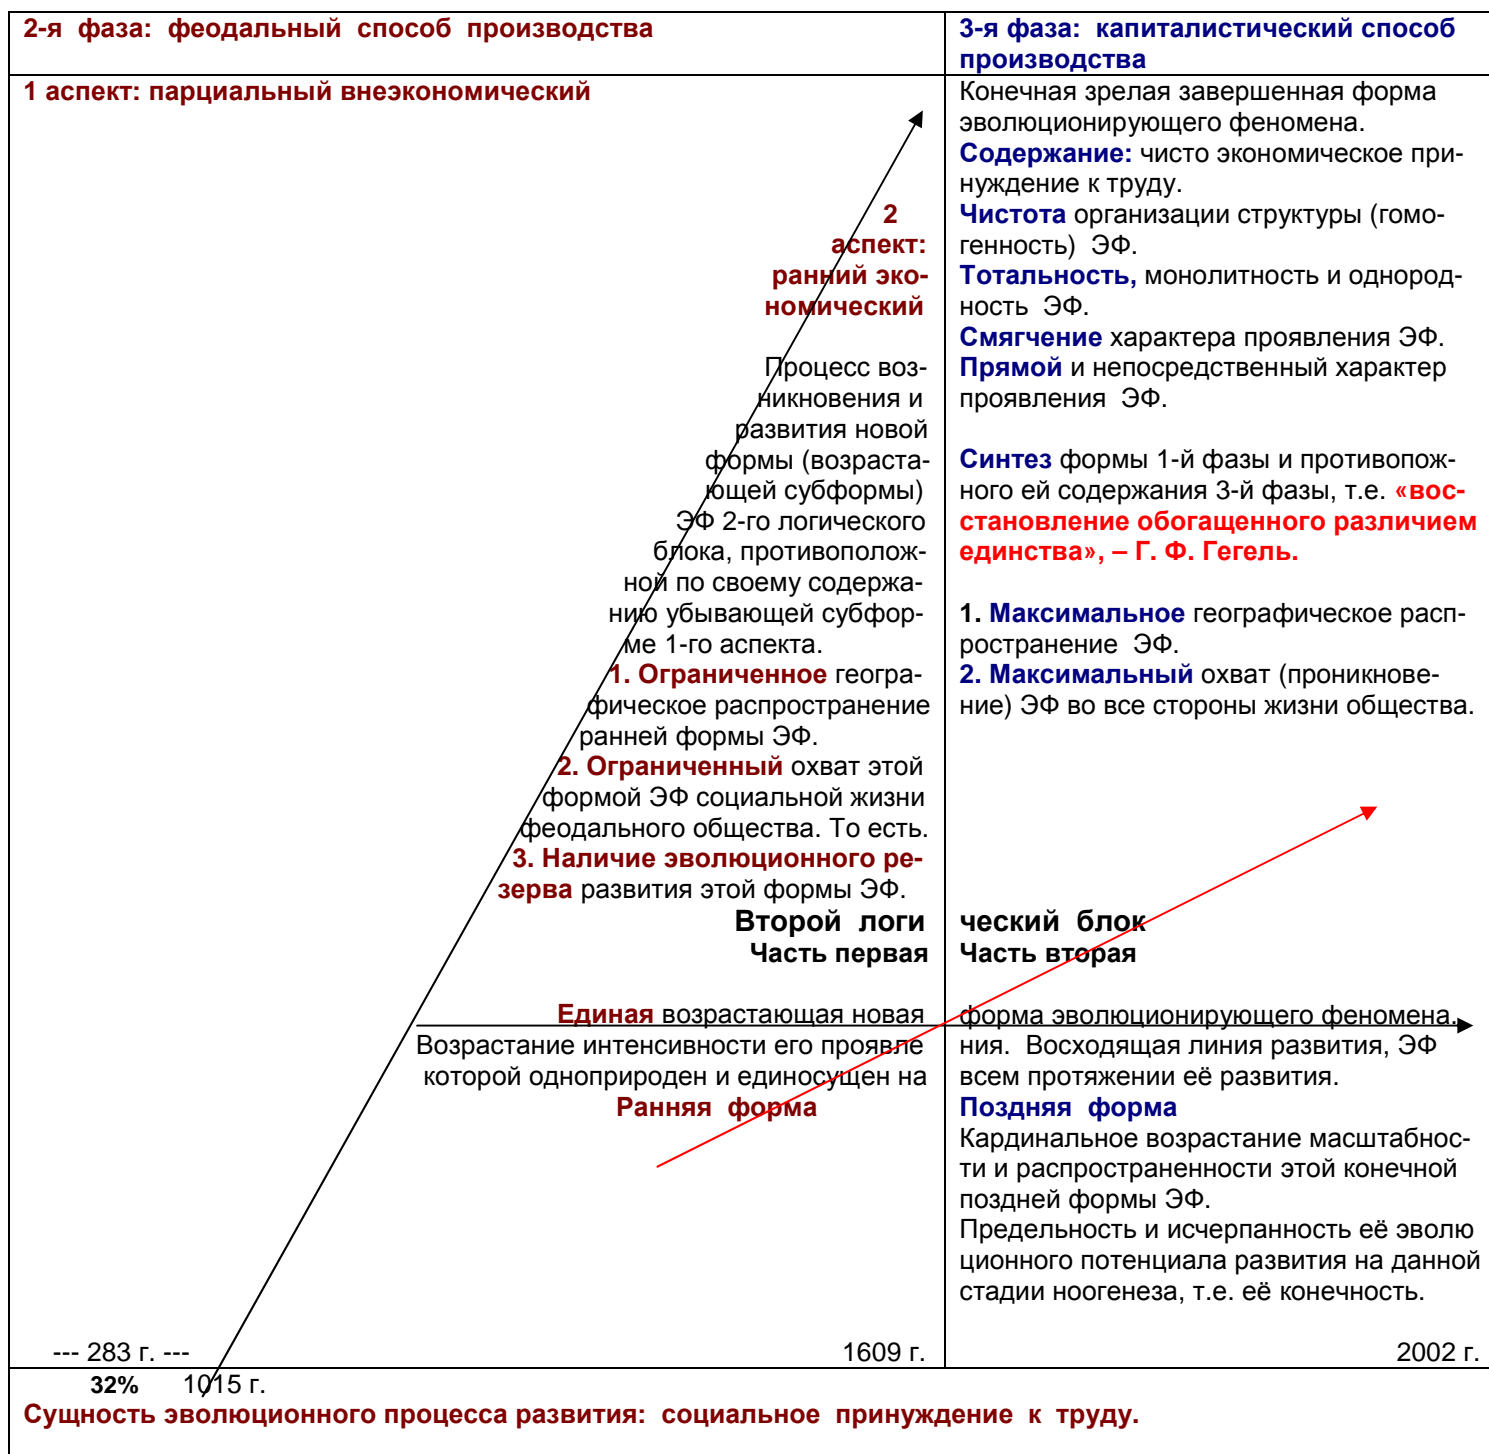 2-я фаза: феодальный способ производства
1 аспект: парциальный внеэкономический
2
аспект:
ранний эко-
номический
Процесс воз-
никновения и
развития новой
формы (возраста-
ющей субформы)
ЭФ 2-го логического
блока, противополож-
ной по своему содержа-
нию убывающей субфор-
ме 1-го аспекта.
1. Ограниченное геогра-
фическое распространение
ранней формы ЭФ.
2. Ограниченный охват этой
формой ЭФ социальной жизни
феодального общества. То есть.
3. Наличие эволюционного ре-
зерва развития этой формы ЭФ.
Второй логи
Часть первая
Единая возрастающая новая
Возрастание интенсивности его проявле
которой одноприроден и единосущен на
Ранняя форма
--- 283 г. --- 1609 г.
3-я фаза: капиталистический способ
производства
Конечная зрелая завершенная форма
эволюционирующего феномена.
Содержание: чисто экономическое при-
нуждение к труду.
Чистота организации структуры (гомо-
генность) ЭФ.
Тотальность, монолитность и однород-
ность ЭФ.
Смягчение характера проявления ЭФ.
Прямой и непосредственный характер
проявления ЭФ.
Синтез формы 1-й фазы и противопож-
ного ей содержания 3-й фазы, т.е. «вос-
становление обогащенного различием
единства», – Г. Ф. Гегель.
1. Максимальное географическое расп-
ространение ЭФ.
2. Максимальный охват (проникнове-
ние) ЭФ во все стороны жизни общества.
ческий блок
Часть вторая
форма эволюционирующего феномена.
ния. Восходящая линия развития, ЭФ
всем протяжении её развития.
Поздняя форма
Кардинальное возрастание масштабнос-
ти и распространенности этой конечной
поздней формы ЭФ.
Предельность и исчерпанность её эволю
ционного потенциала развития на данной
стадии ноогенеза, т.е. её конечность.
2002 г.
32% 1015 г.
Сущность эволюционного процесса развития: социальное принуждение к труду.